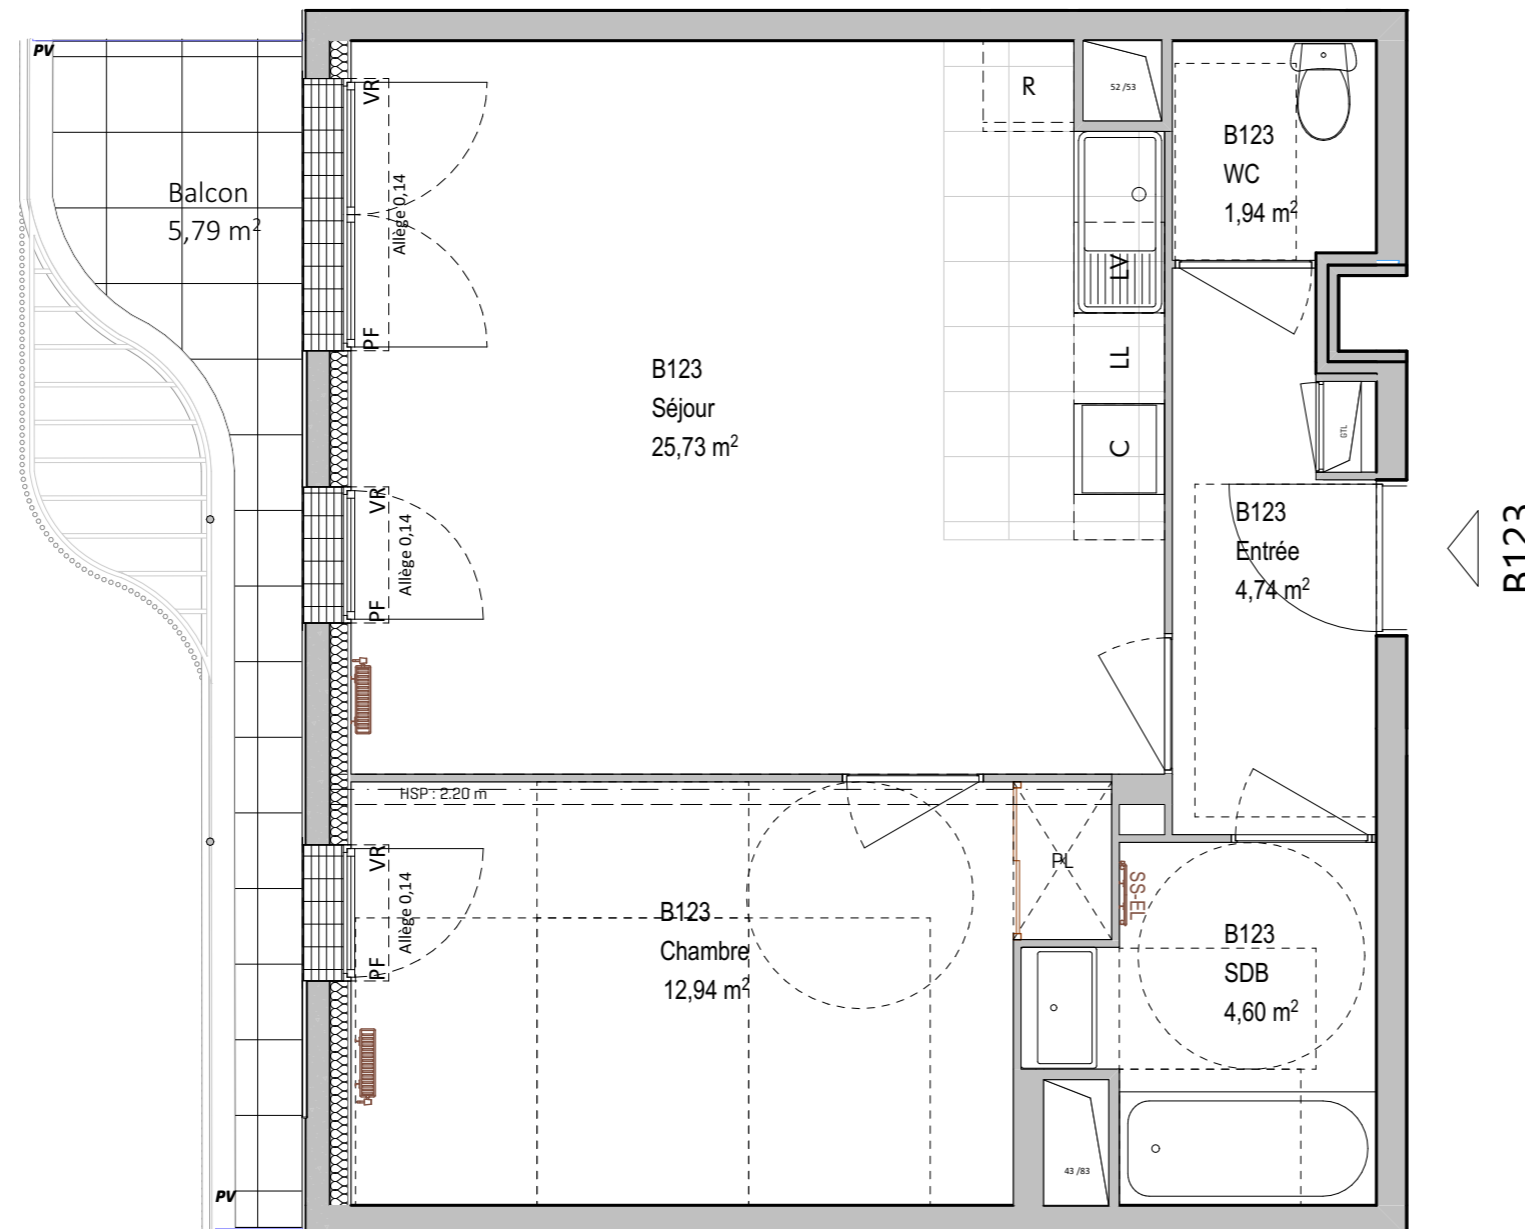 PV
Balcon
5,79 m²
VR
Allège 0,14
PF
R
52 /53
B123
WC
1,94 m²
LV
LL
C
B123
Séjour
25,73 m²
GTL
VR
Allège 0,14
PF
B123
Entrée
4,74 m²
B123
HSP : 2.20 m
VR
Allège 0,14
PF
PL
SS-EL
B123
Chambre
12,94 m²
B123
SDB
4,60 m²
43 /83
PV